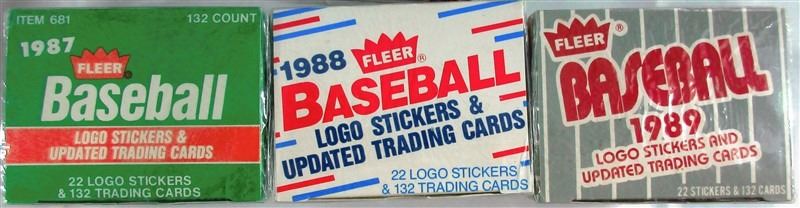 ITEM 681 132 COUNT
1987
FLEER®
Baseball
LOGO STICKERS &
UPDATED TRADING CARDS
22 LOGO STICKERS
& 132 TRADING CARDS
FLEER®
1988
BASEBALL
LOGO STICKERS &
UPDATED TRADING CARDS
22 LOGO STICKERS
& 132 TRADING CARDS
FLEER®
BASEBALL
1989
LOGO STICKERS AND
UPDATED TRADING CARDS
22 STICKERS & 132 CARDS